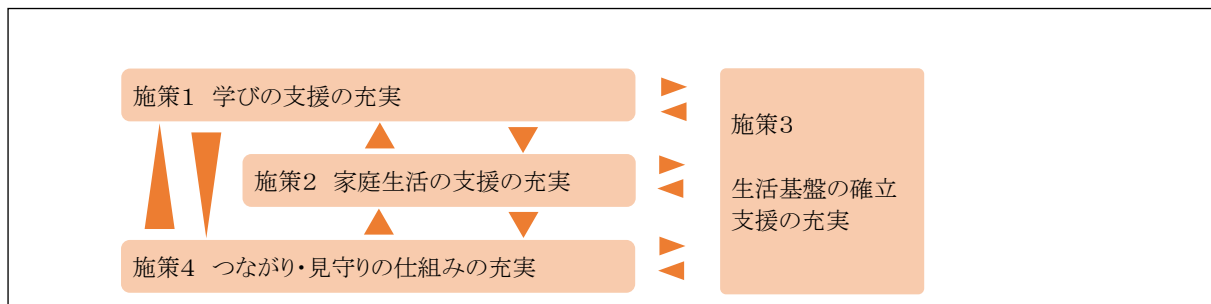 施策1 学びの支援の充実
施策2 家庭生活の支援の充実
施策4 つながり・見守りの仕組みの充実
施策3
生活基盤の確立
支援の充実